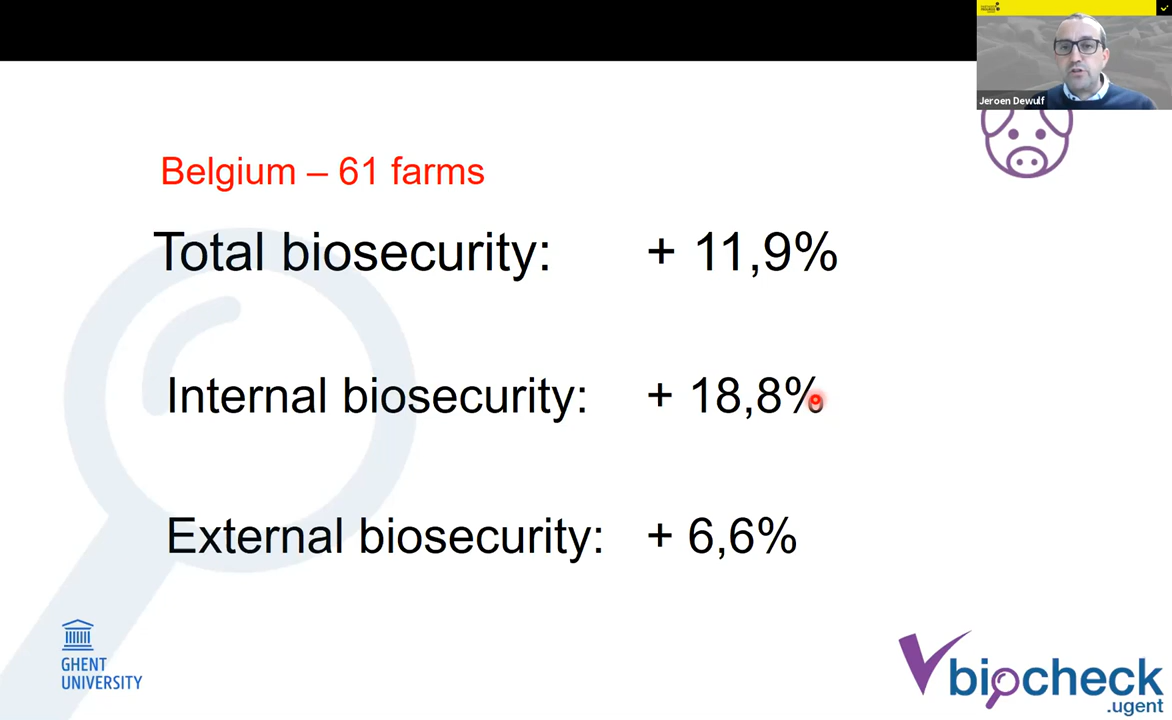 Jeroen Dewulf
Belgium – 61 farms
Total biosecurity: + 11,9%
Internal biosecurity: + 18,8%
External biosecurity: + 6,6%
GHENT
UNIVERSITY
biocheck
.ugent